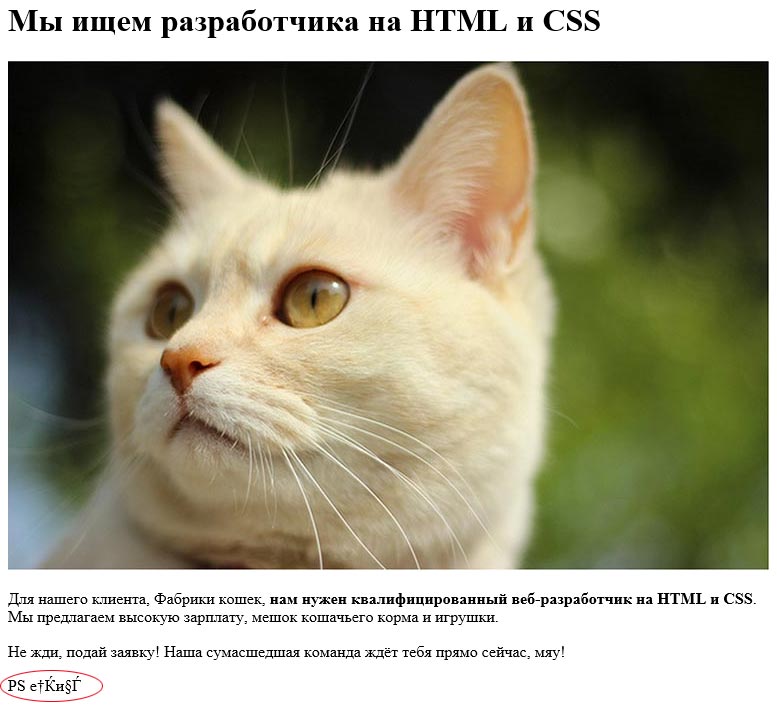 Мы ищем разработчика на HTML и CSS
Для нашего клиента, Фабрики кошек, нам нужен квалифицированный веб-разработчик на HTML и CSS.
Мы предлагаем высокую зарплату, мешок кошачьего корма и игрушки.
Не жди, подай заявку! Наша сумасшедшая команда ждёт тебя прямо сейчас, мяу!
PS e†Ќи§Ѓ